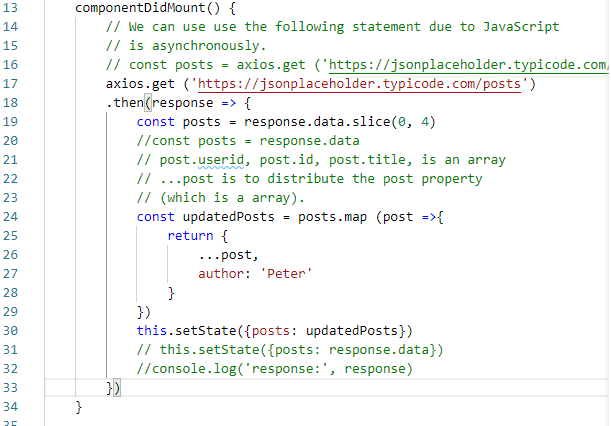 13 componentDidMount() {
14 // We can use use the following statement due to JavaScript
15 // is asynchronously.
16 // const posts = axios.get ('https://jsonplaceholder.typicode.com/
17 axios.get ('https://jsonplaceholder.typicode.com/posts')
18 .then(response => {
19 const posts = response.data.slice(0, 4)
20 //const posts = response.data
21 // post.userid, post.id, post.title, is an array
22 // ...post is to distribute the post property
23 // (which is a array).
24 const updatedPosts = posts.map (post =>{
25 return {
26 ...post,
27 author: 'Peter'
28 }
29 })
30 this.setState({posts: updatedPosts})
31 // this.setState({posts: response.data})
32 //console.log('response:', response)
33 })
34 }
35